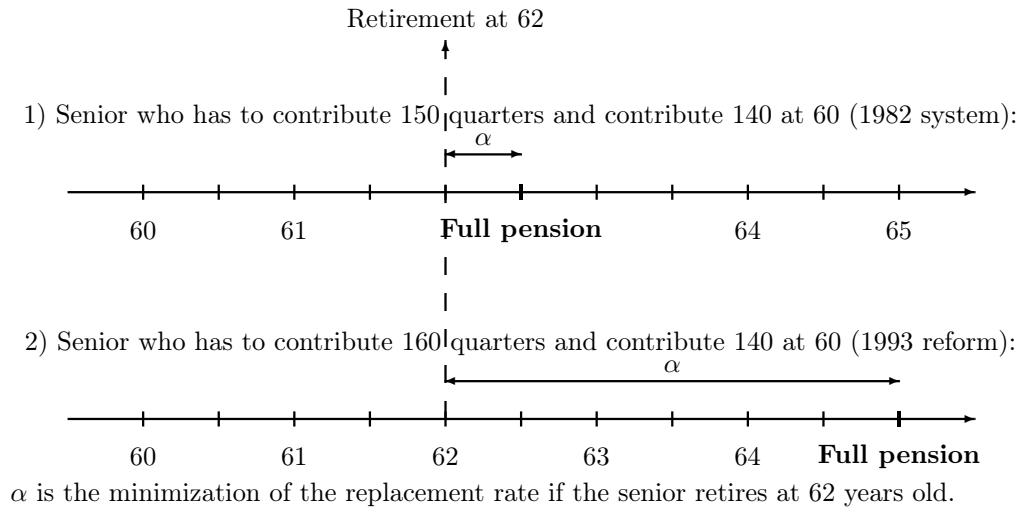 Retirement at 62
1) Senior who has to contribute 150 quarters and contribute 140 at 60 (1982 system):
α
60 61 Full pension 64 65
2) Senior who has to contribute 160 quarters and contribute 140 at 60 (1993 reform):
α
60 61 62 63 64 Full pension
α is the minimization of the replacement rate if the senior retires at 62 years old.